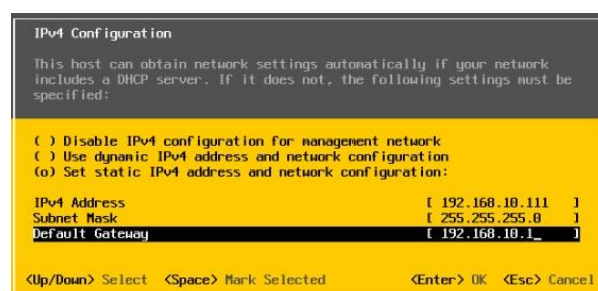 IPv4 Configuration
This host can obtain network settings automatically if your network
includes a DHCP server. If it does not, the following settings must be
specified:
( ) Disable IPv4 configuration for management network
( ) Use dynamic IPv4 address and network configuration
(o) Set static IPv4 address and network configuration:
IPv4 Address [ 192.168.10.111 ]
Subnet Mask [ 255.255.255.0 ]
Default Gateway [ 192.168.10.1_ ]
<Up/Down> Select <Space> Mark Selected <Enter> OK <Esc> Cancel